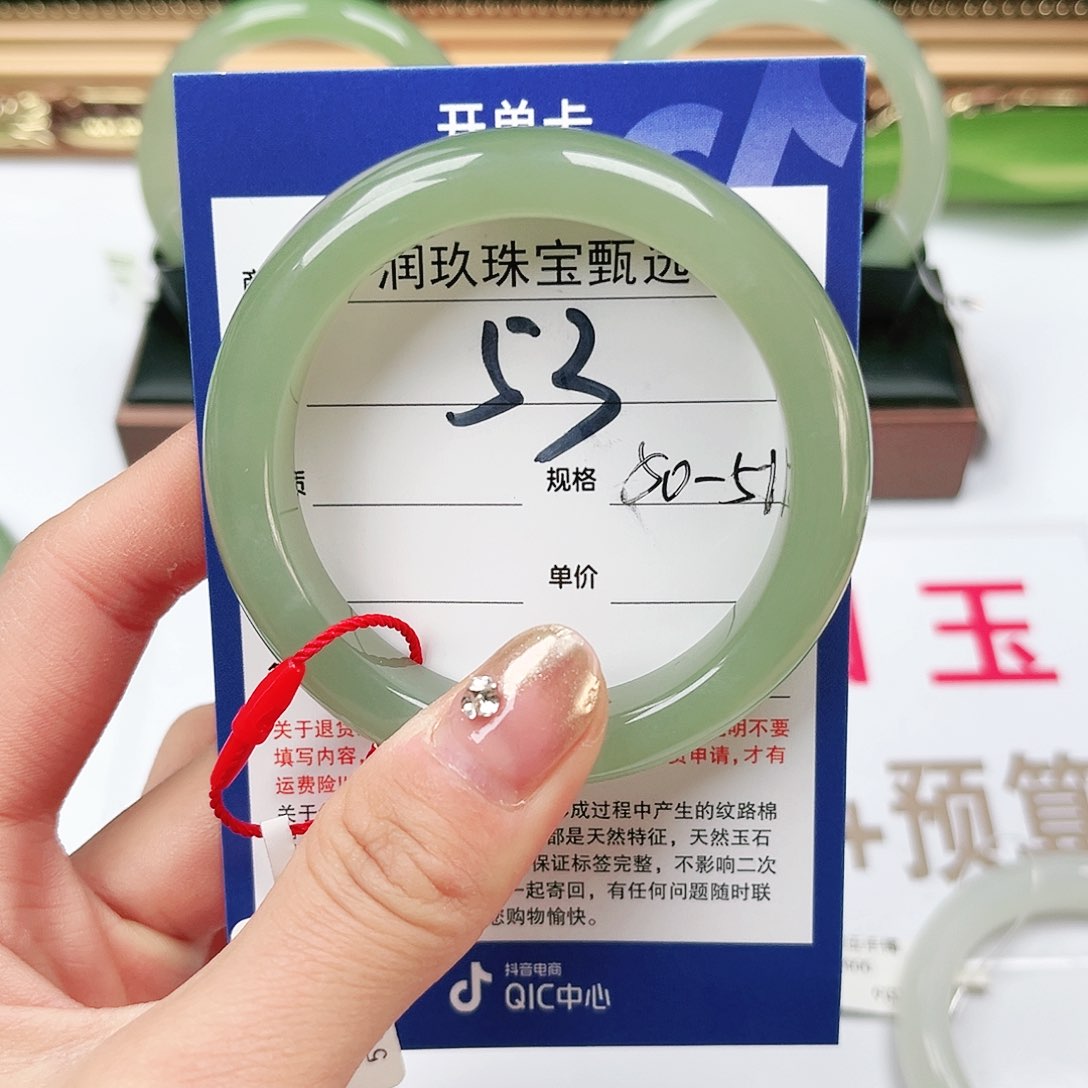 开单卡
润玖珠宝甄选
53
规格 50-51
单价
关于退货 明不要
填写内容, 申请,才有
运费险!
关于 成过程中产生的纹路棉
都是天然特征，天然玉石
保证标签完整，不影响二次
一起寄回，有任何问题随时联
您购物愉快。
抖音电商
QIC中心
玉
+预算